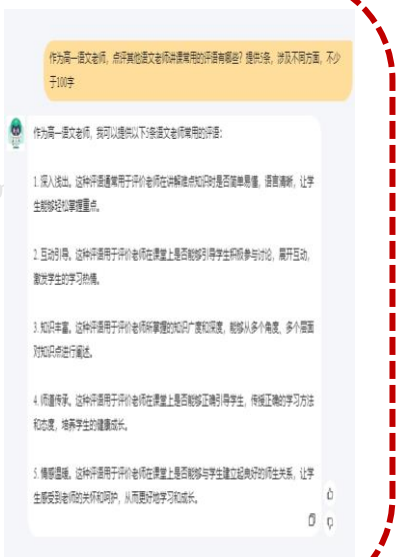 作为高一语文老师，点评其他语文老师讲课常用的评语有哪些？提供5条，涉及不同方面，不少
于100字
作为高一语文老师，我可以提供以下5条语文老师常用的评语：
1. 深入浅出。这种评语通常用于评价老师在讲解难点知识时是否简单易懂，语言清晰，让学
生能够轻松掌握重点。
2. 互动引导。这种评语用于评价老师在课堂上是否能够引导学生积极参与讨论，展开互动，
激发学生的学习热情。
3. 知识丰富。这种评语用于评价老师所掌握的知识广度和深度，能够从多个角度、多个层面
对知识点进行阐述。
4. 师道传承。这种评语用于评价老师在课堂上是否能够正确引导学生，传授正确的学习方法
和态度，培养学生的健康成长。
5. 情感温暖。这种评语用于评价老师在课堂上是否能够与学生建立起良好的师生关系，让学
生感受到老师的关怀和呵护，从而更好地学习和成长。